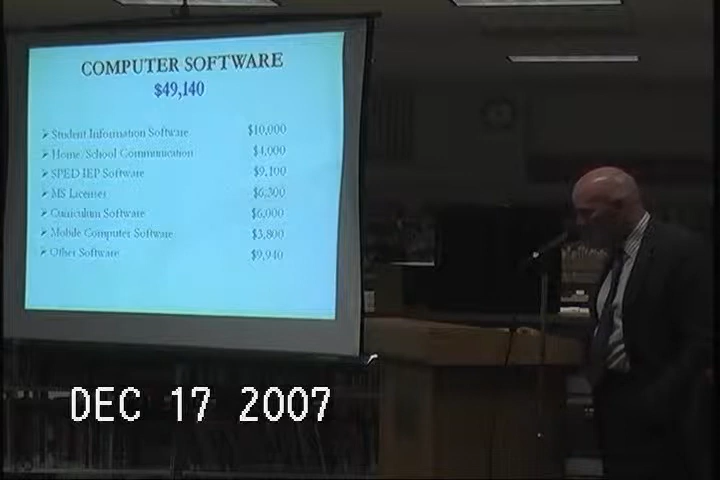 COMPUTER SOFTWARE
$49,140
➢ Student Information Software $10,000
➢ Home/School Communication $4,000
➢ SPED IEP Software $9,100
➢ MS Licenses $6,300
➢ Curriculum Software $6,000
➢ Mobile Computer Software $3,800
➢ Other Software $9,940
DEC 17 2007